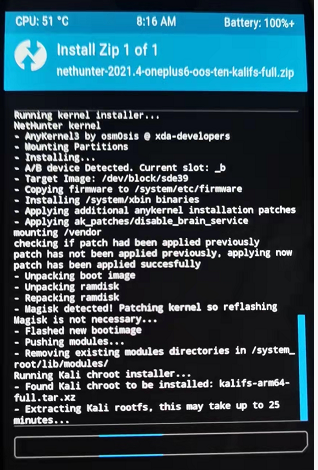 CPU: 51 °C 8:16 AM Battery: 100%+
Install Zip 1 of 1
nethunter-2021.4-oneplus6-oos-ten-kalifs-full.zip
Running kernel installer...
NetHunter kernel
- AnyKernel3 by osm0sis @ xda-developers
- Mounting Partitions
- Installing...
- A/B device Detected. Current slot: _b
- Target Image: /dev/block/sde39
- Copying firmware to /system/etc/firmware
- Installing /system/xbin binaries
- Applying additional anykernel installation patches
- Applying ak_patches/disable_brain_service
mounting /vendor
checking if patch had been applied previously
patch has not been applied previously, applying now
patch has been applied succesfully
- Unpacking boot image
- Unpacking ramdisk
- Repacking ramdisk
- Magisk detected! Patching kernel so reflashing
Magisk is not necessary...
- Flashed new bootimage
- Pushing modules...
- Removing existing modules directories in /system_
root/lib/modules/
Running Kali chroot installer...
- Found Kali chroot to be installed: kalifs-arm64-
full.tar.xz
- Extracting Kali rootfs, this may take up to 25
minutes...